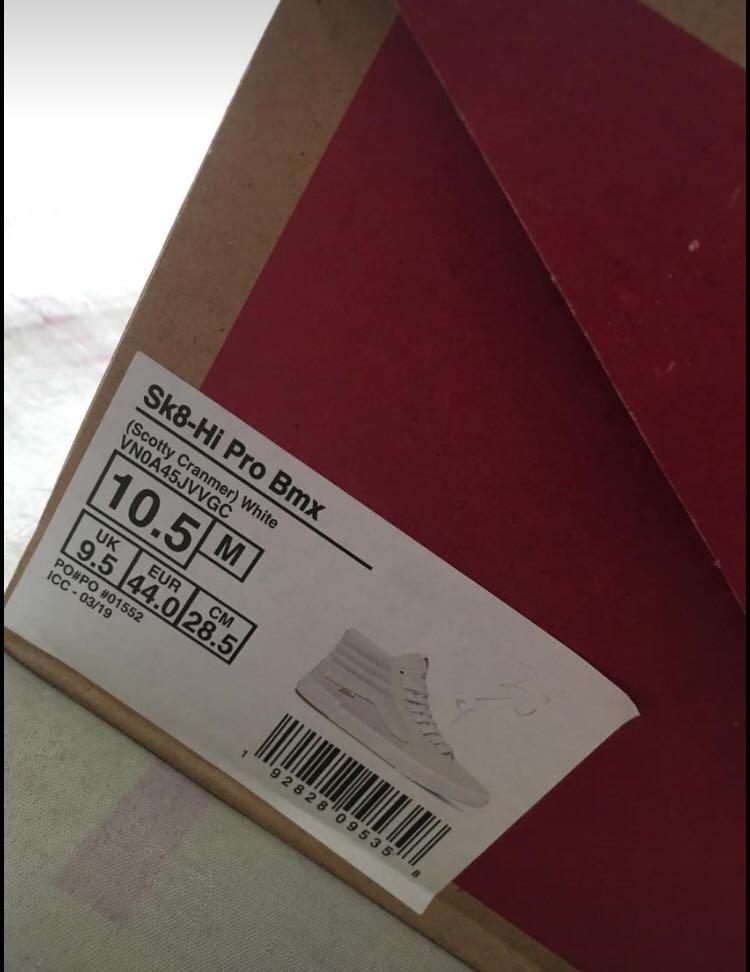 Sk8-Hi Pro Bmx
(Scotty Cranmer) White
VN0A45JVVGC
10.5 M
UK EUR CM
9.5 44.0 28.5
PO#PO #01552
ICC - 03/19
1 92828 09535 8